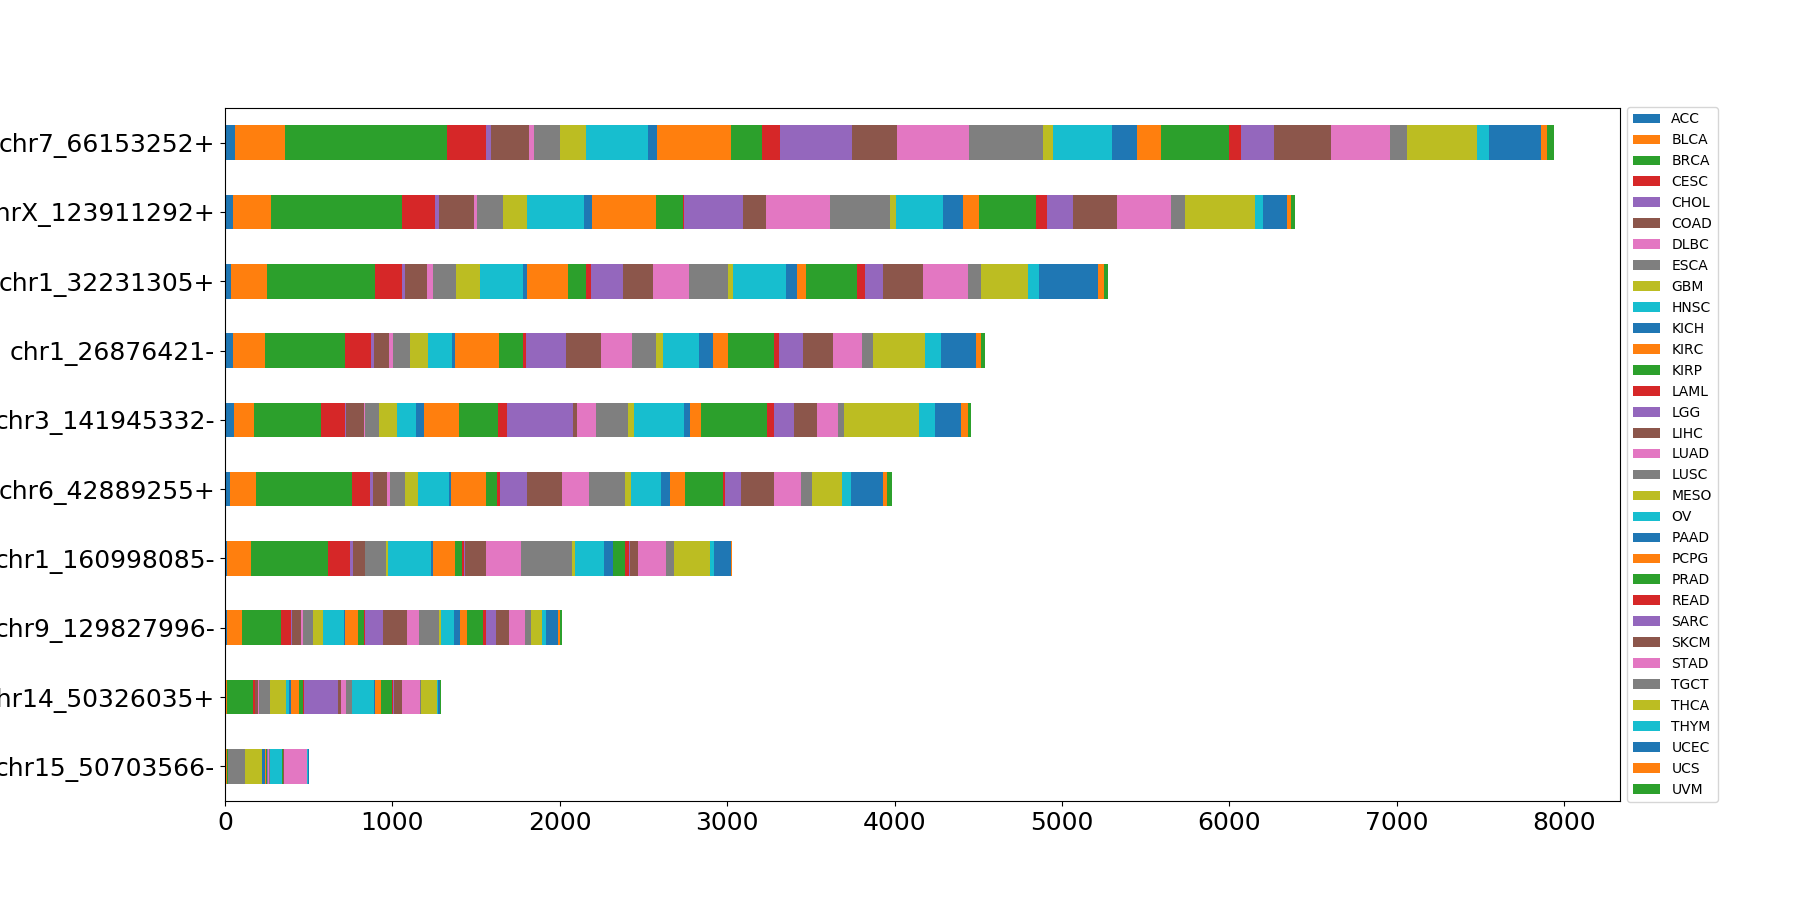 chr7_66153252+
hrX_123911292+
chr1_32231305+
chr1_26876421-
chr3_141945332-
chr6_42889255+
chr1_160998085-
chr9_129827996-
hr14_50326035+
chr15_50703566-
0 1000 2000 3000 4000 5000 6000 7000 8000
ACC
BLCA
BRCA
CESC
CHOL
COAD
DLBC
ESCA
GBM
HNSC
KICH
KIRC
KIRP
LAML
LGG
LIHC
LUAD
LUSC
MESO
OV
PAAD
PCPG
PRAD
READ
SARC
SKCM
STAD
TGCT
THCA
THYM
UCEC
UCS
UVM